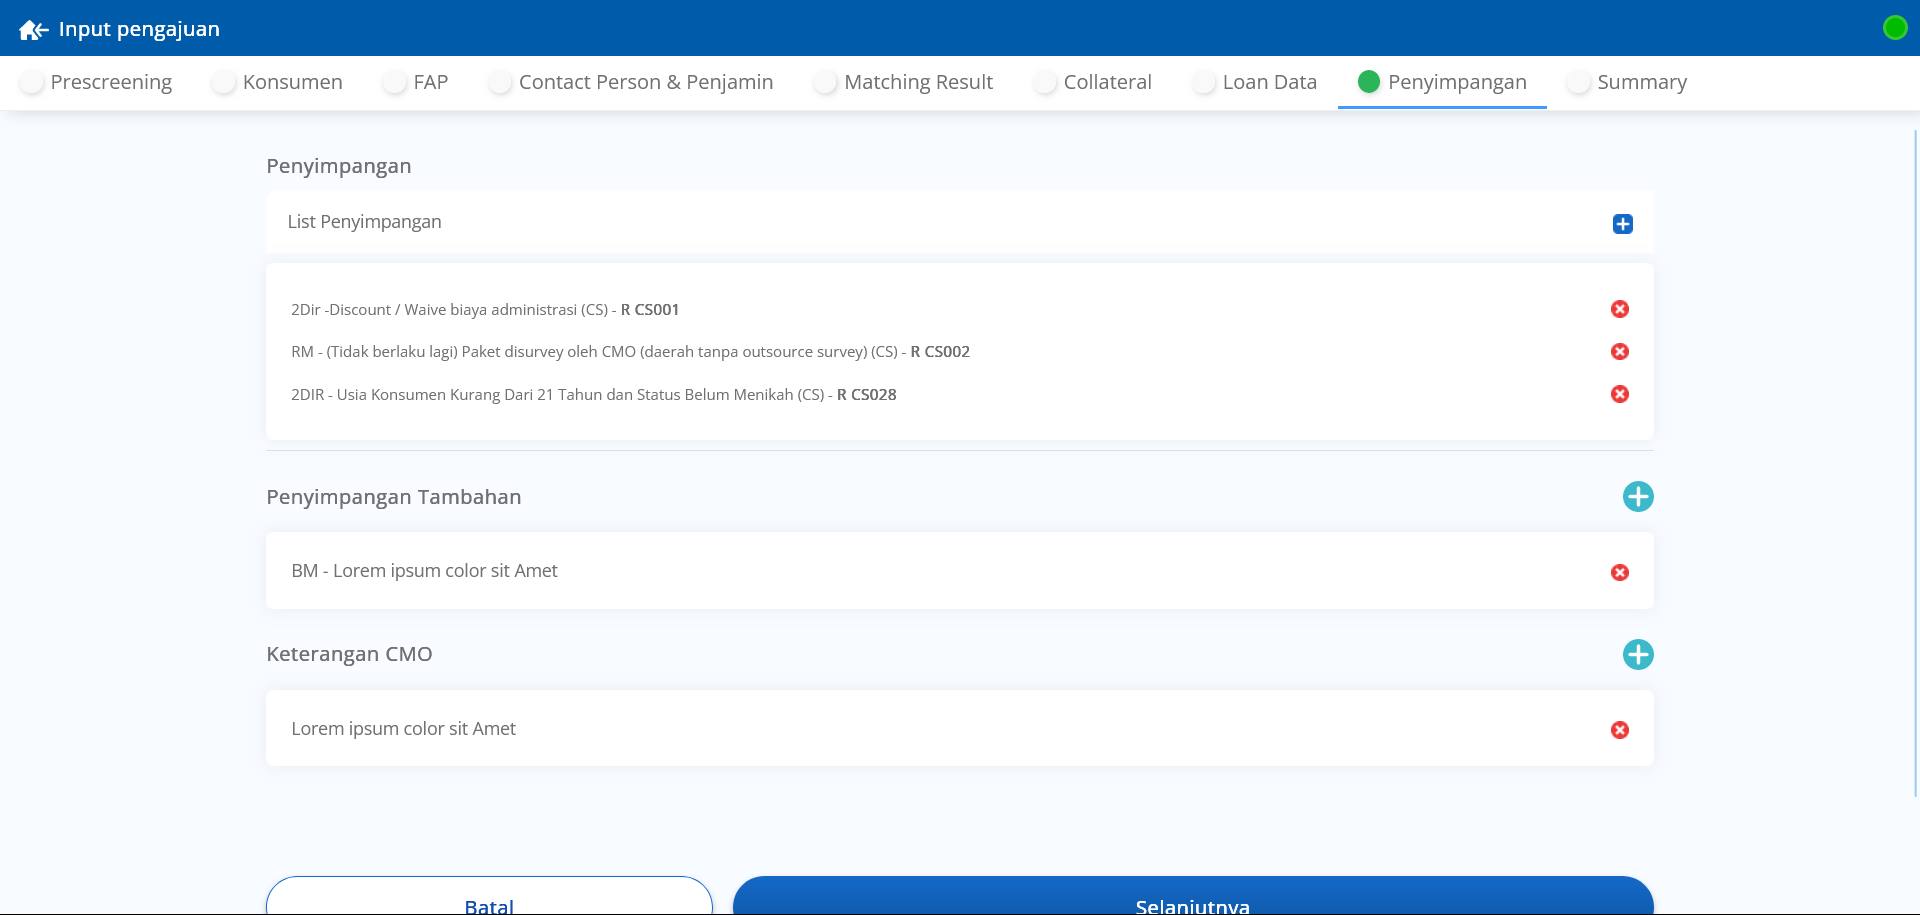 Input pengajuan
Prescreening Konsumen FAP Contact Person & Penjamin Matching Result Collateral Loan Data Penyimpangan Summary
Penyimpangan
List Penyimpangan
2Dir -Discount / Waive biaya administrasi (CS) - R CS001
RM - (Tidak berlaku lagi) Paket disurvey oleh CMO (daerah tanpa outsource survey) (CS) - R CS002
2DIR - Usia Konsumen Kurang Dari 21 Tahun dan Status Belum Menikah (CS) - R CS028
Penyimpangan Tambahan
BM - Lorem ipsum color sit Amet
Keterangan CMO
Lorem ipsum color sit Amet
Batal Selanjutnya